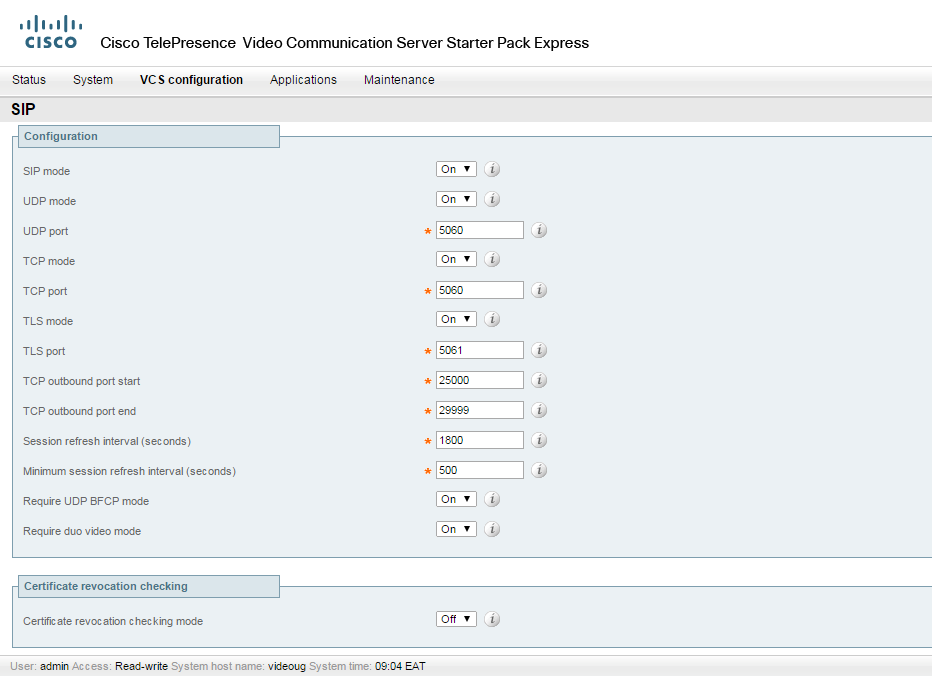 CISCO
Cisco TelePresence Video Communication Server Starter Pack Express
Status System VCS configuration Applications Maintenance
SIP
Configuration
SIP mode On
UDP mode On
UDP port * 5060
TCP mode On
TCP port * 5060
TLS mode On
TLS port * 5061
TCP outbound port start * 25000
TCP outbound port end * 29999
Session refresh interval (seconds) * 1800
Minimum session refresh interval (seconds) * 500
Require UDP BFCP mode On
Require duo video mode On
Certificate revocation checking
Certificate revocation checking mode Off
User: admin Access: Read-write System host name: videoug System time: 09:04 EAT